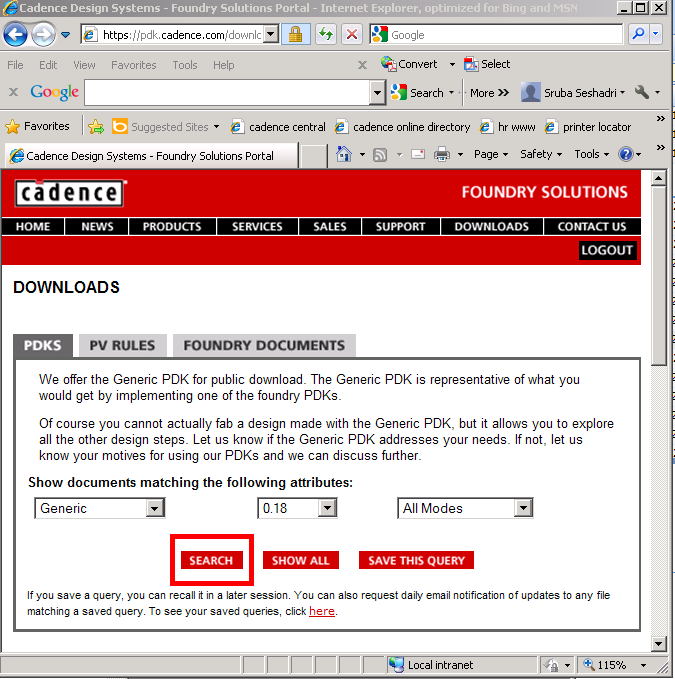 Cadence Design Systems - Foundry Solutions Portal - Internet Explorer, optimized for Bing and MSN
https://pdk.cadence.com/downlc
Google
File Edit View Favorites Tools Help
x Convert Select
x Google Search More >> Sruba Seshadri
Favorites Suggested Sites cadence central cadence online directory hr www printer locator >>
Cadence Design Systems - Foundry Solutions Portal
Page Safety Tools >>
cādence
FOUNDRY SOLUTIONS
HOME NEWS PRODUCTS SERVICES SALES SUPPORT DOWNLOADS CONTACT US
LOGOUT
DOWNLOADS
PDKS PV RULES FOUNDRY DOCUMENTS
We offer the Generic PDK for public download. The Generic PDK is representative of what you
would get by implementing one of the foundry PDKs.
Of course you cannot actually fab a design made with the Generic PDK, but it allows you to explore
all the other design steps. Let us know if the Generic PDK addresses your needs. If not, let us
know your motives for using our PDKs and we can discuss further.
Show documents matching the following attributes:
Generic 0.18 All Modes
SEARCH SHOW ALL SAVE THIS QUERY
If you save a query, you can recall it in a later session. You can also request daily email notification of updates to any file
matching a saved query. To see your saved queries, click here.
Local intranet 115%